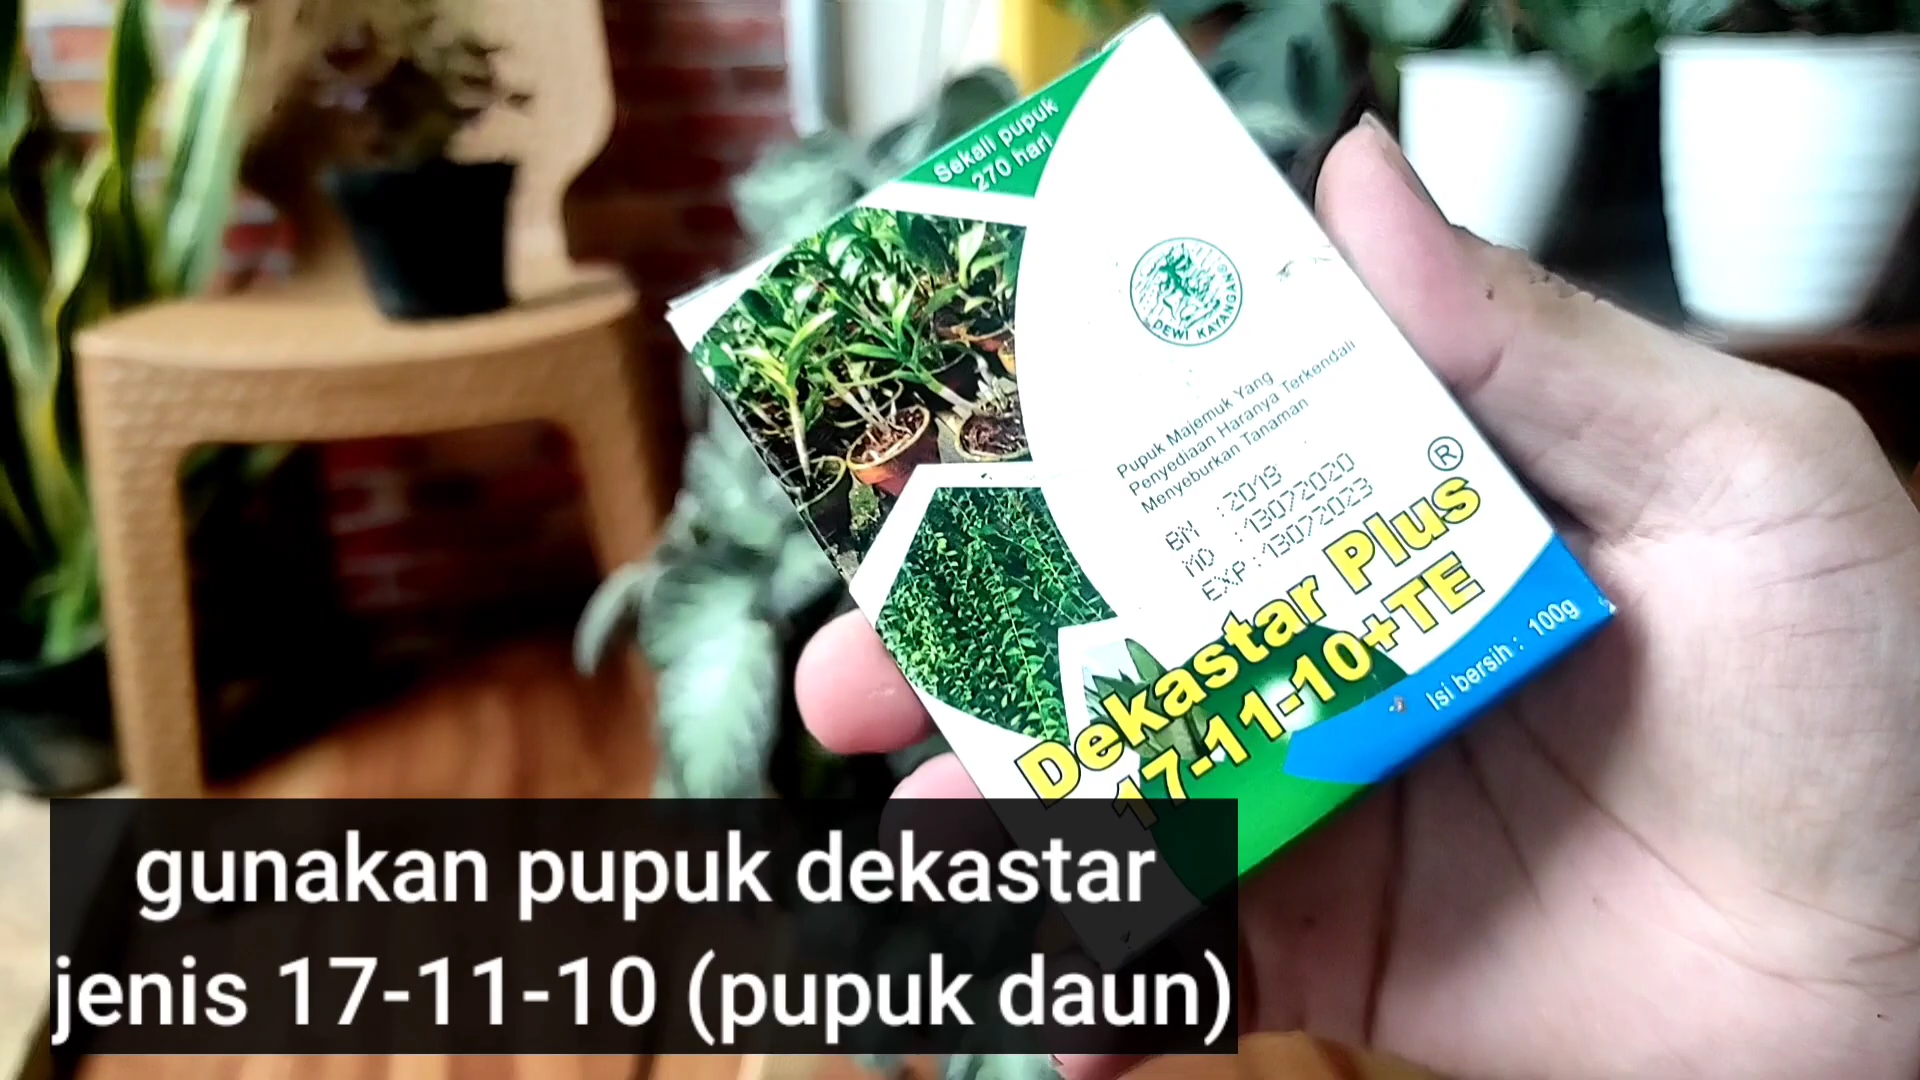 Sekali pupuk
270 hari
DEWI KAYANGAN
Pupuk Majemuk Yang
Penyediaan Haranya Terkendali
Menyeburkan Tanaman
BN : 2019
MD : 13072020
EXP : 13072023
Dekastar Plus ®
17-11-10+TE
Isi bersih : 100g
gunakan pupuk dekastar
jenis 17-11-10 (pupuk daun)